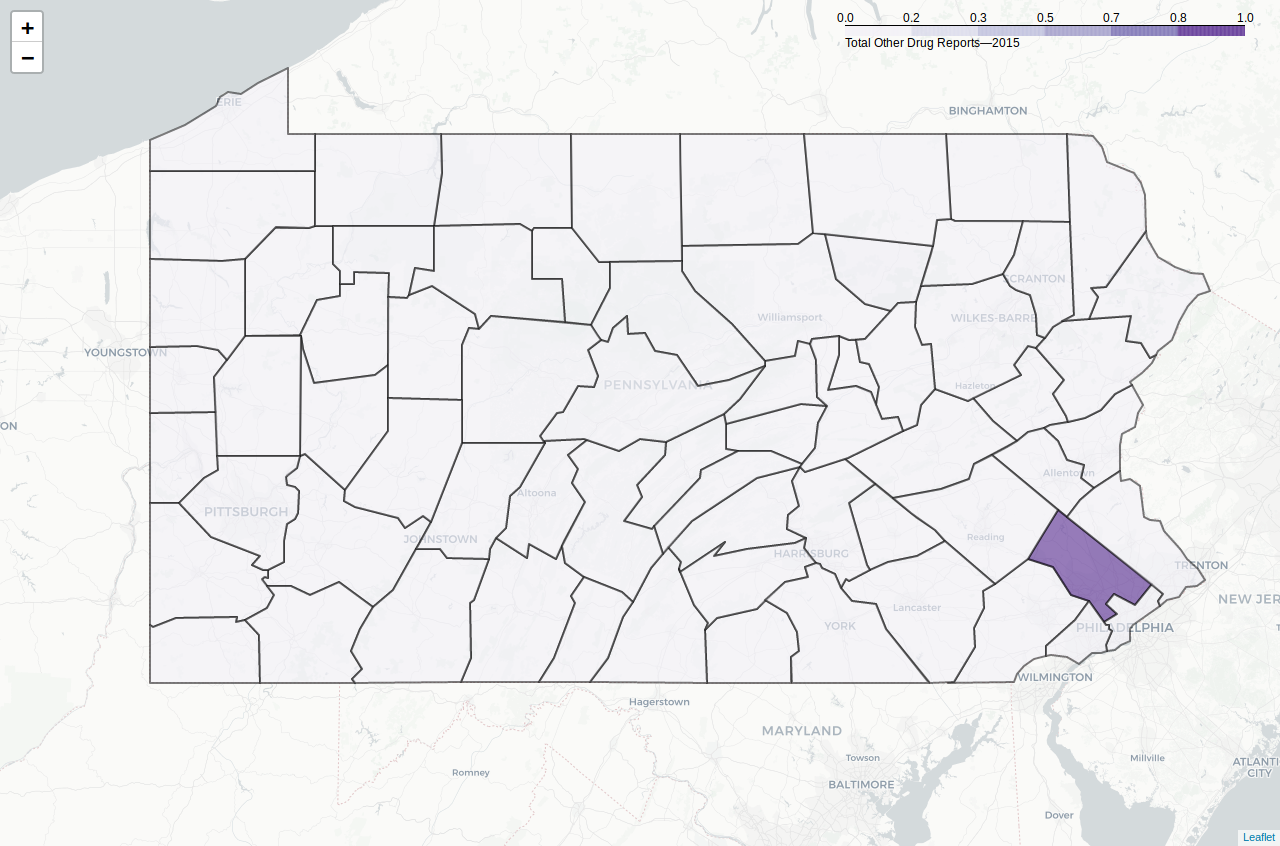 +
−
0.0 0.2 0.3 0.5 0.7 0.8 1.0
Total Other Drug Reports—2015
ERIE
BINGHAMTON
SCRANTON
Williamsport
WILKES-BARRE
YOUNGSTOWN
PENNSYLVANIA
Hazleton
ON
Allentown
Altoona
PITTSBURGH
JOHNSTOWN
Reading
HARRISBURG
TRENTON
NEW JER
Lancaster
YORK
PHILADELPHIA
T
WILMINGTON
Hagerstown
MARYLAND
Towson
Millville
ATLANTI
CITY
Romney
BALTIMORE
Dover
Leaflet